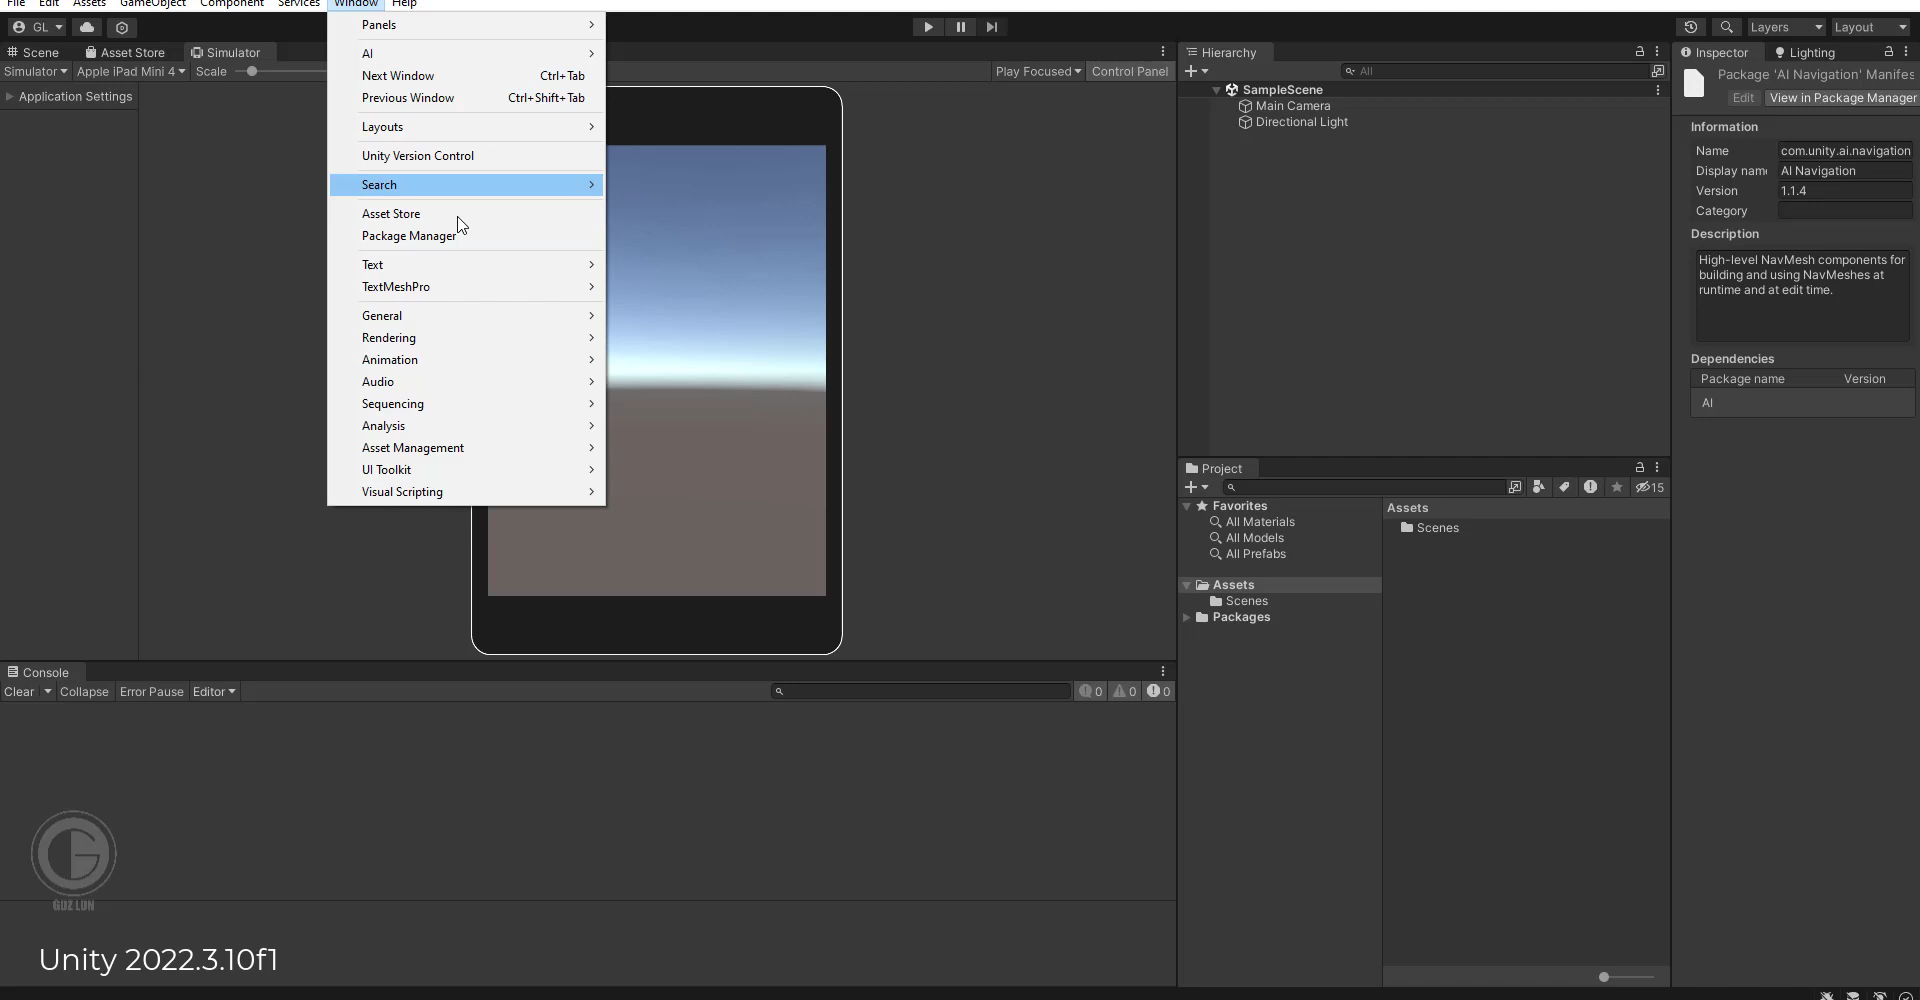 File Edit Assets GameObject Component Services Window Help
GL Layers Layout
Scene Asset Store Simulator
Simulator Apple iPad Mini 4 Scale Play Focused Control Panel
Application Settings
Panels
AI
Next Window Ctrl+Tab
Previous Window Ctrl+Shift+Tab
Layouts
Unity Version Control
Search
Asset Store
Package Manager
Text
TextMeshPro
General
Rendering
Animation
Audio
Sequencing
Analysis
Asset Management
UI Toolkit
Visual Scripting
Hierarchy
All
SampleScene
Main Camera
Directional Light
Project
15
Favorites
All Materials
All Models
All Prefabs
Assets
Scenes
Packages
Assets
Scenes
Inspector Lighting
Package 'AI Navigation' Manifes
Edit View in Package Manager
Information
Name com.unity.ai.navigation
Display name AI Navigation
Version 1.1.4
Category
Description
High-level NavMesh components for
building and using NavMeshes at
runtime and at edit time.
Dependencies
Package name Version
AI
Console
Clear Collapse Error Pause Editor 0 0 0
GUZ LUN
Unity 2022.3.10f1